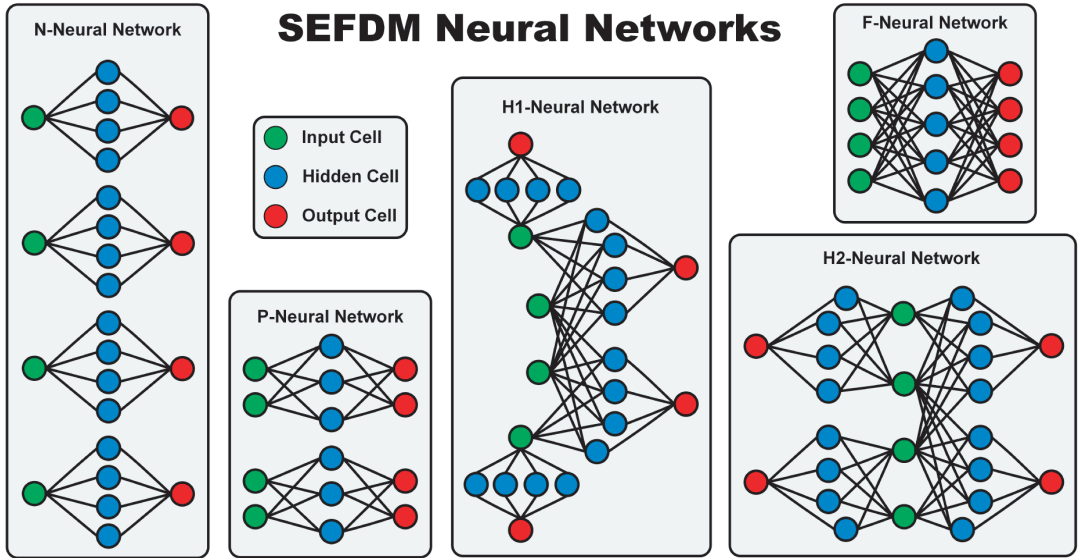 SEFDM Neural Networks
N-Neural Network
Input Cell
Hidden Cell
Output Cell
P-Neural Network
H1-Neural Network
F-Neural Network
H2-Neural Network